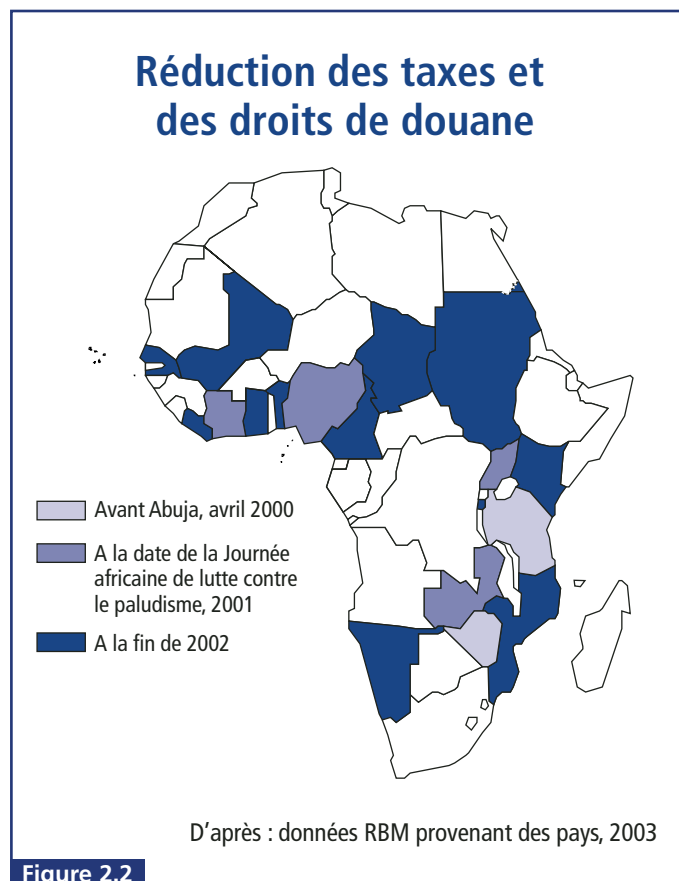 Réduction des taxes et
des droits de douane
Avant Abuja, avril 2000
A la date de la Journée
africaine de lutte contre
le paludisme, 2001
A la fin de 2002
D'après : données RBM provenant des pays, 2003
Figure 2.2